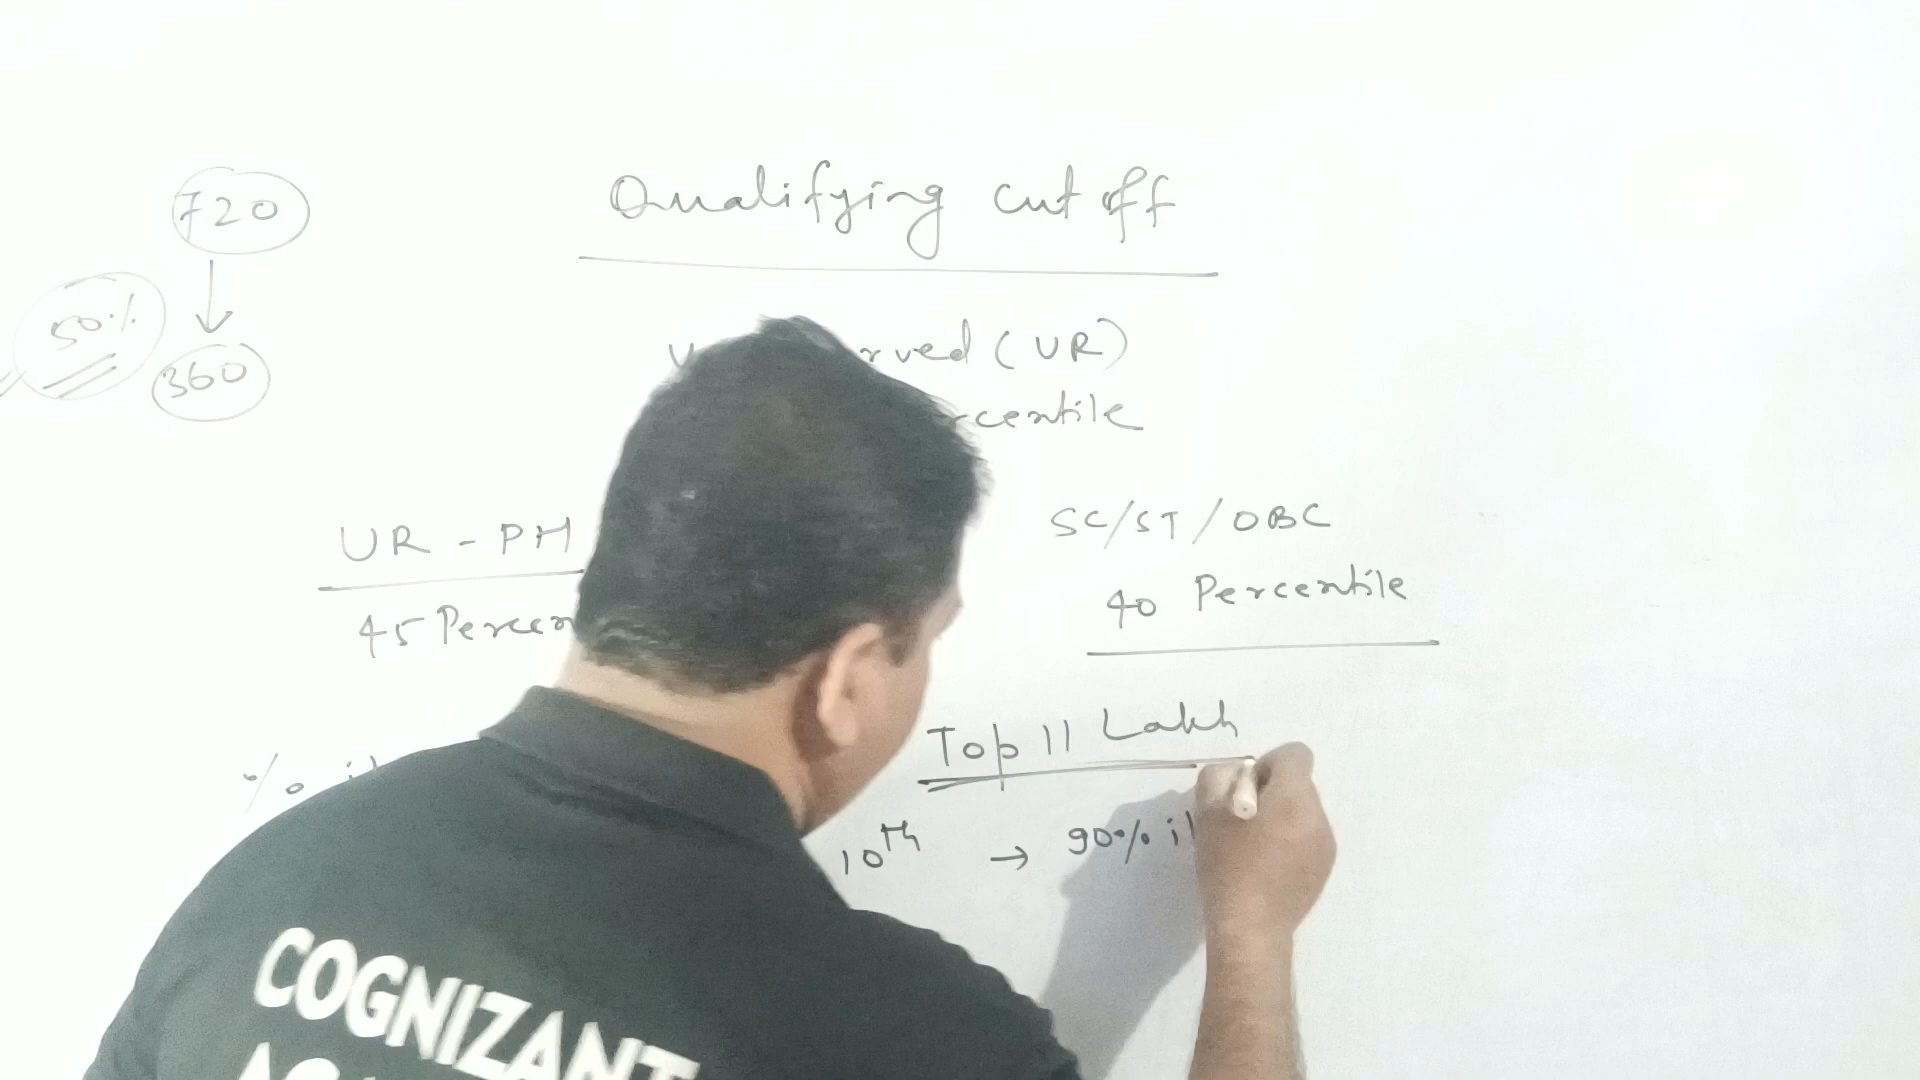 Qualifying cut off
720
50%
360
rved (UR)
rcentile
UR - PH
45 Percen
SC/ST/OBC
40 Percentile
Top 11 Lakh
10th → 90% il
COGNIZANT